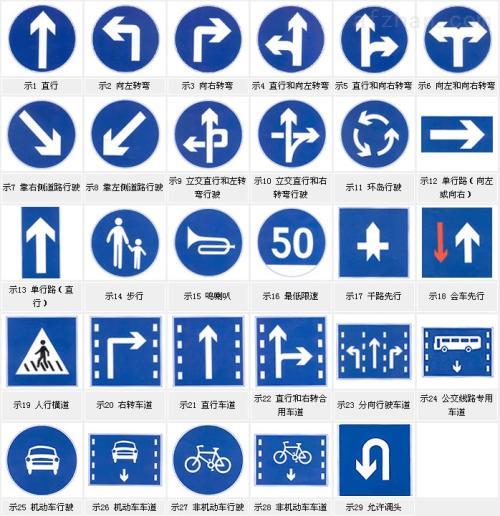 示1 直行
示2 向左转弯
示3 向右转弯
示4 直行和向左转弯
示5 直行和向右转弯
示6 向左和向右转弯
示7 靠右侧道路行驶
示8 靠左侧道路行驶
示9 立交直行和左转
弯行驶
示10 立交直行和右
转弯行驶
示11 环岛行驶
示12 单行路(向左
或向右)
50
示13 单行路(直
行)
示14 步行
示15 鸣喇叭
示16 最低限速
示17 干路先行
示18 会车先行
示19 人行横道
示20 右转车道
示21 直行车道
示22 直行和右转合
用车道
示23 分向行驶车道
示24 公交线路专用
车道
示25 机动车行驶
示26 机动车车道
示27 非机动车行驶
示28 非机动车车道
示29 允许调头